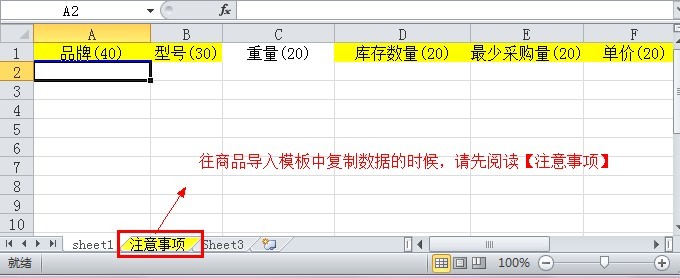 A2 fx
A B C D E F
1 品牌(40) 型号(30) 重量(20) 库存数量(20) 最少采购量(20) 单价(20)
2
3
4
5
6
7 往商品导入模板中复制数据的时候，请先阅读【注意事项】
8
9
10
sheet1 注意事项 Sheet3
就绪 100%